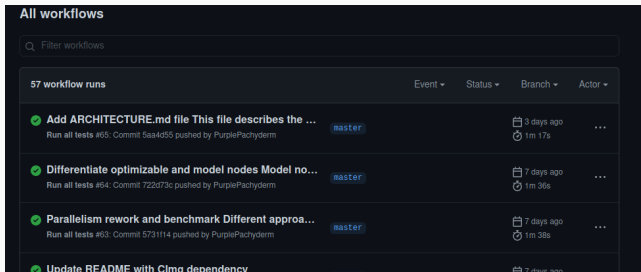 All workflows
Filter workflows
57 workflow runs Event Status Branch Actor
Add ARCHITECTURE.md file This file describes the ...
master
3 days ago
Run all tests #65: Commit 5aa4d55 pushed by PurplePachyderm
1m 17s
Differentiate optimizable and model nodes Model no...
master
7 days ago
Run all tests #64: Commit 722d73c pushed by PurplePachyderm
1m 36s
Parallelism rework and benchmark Different approa...
master
7 days ago
Run all tests #63: Commit 5731f14 pushed by PurplePachyderm
1m 38s
Update README with CImg dependency
7 days ago